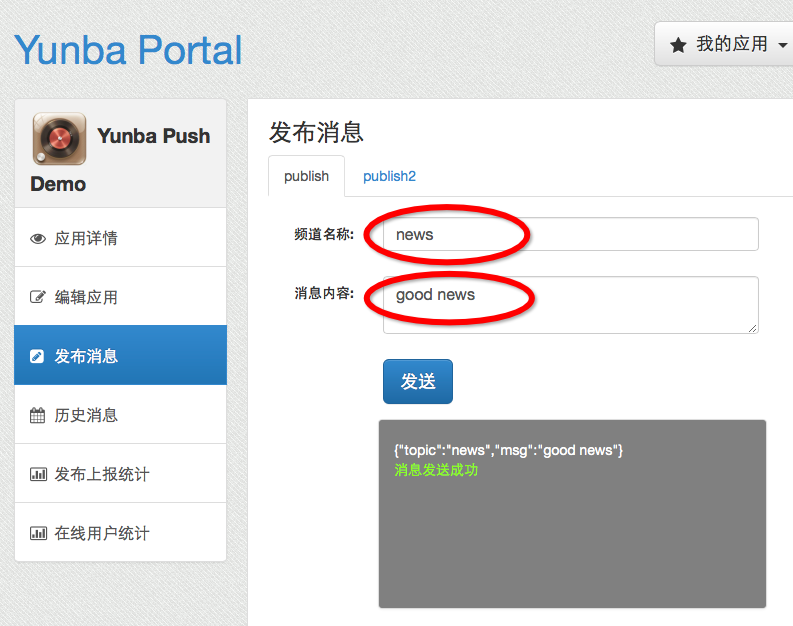 Yunba Portal
我的应用
Yunba Push
Demo
应用详情
编辑应用
发布消息
历史消息
发布上报统计
在线用户统计
发布消息
publish
publish2
频道名称:
news
消息内容:
good news
发送
{"topic":"news","msg":"good news"}
消息发送成功